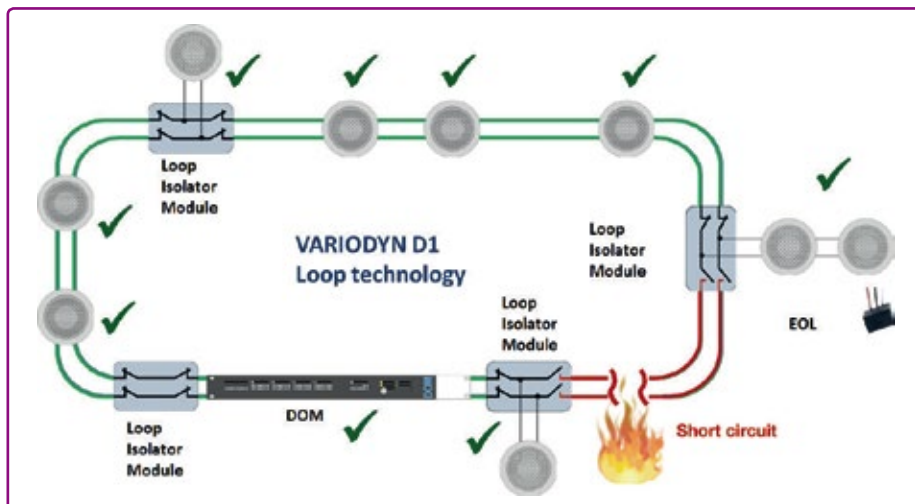 Loop
Isolator
Module
VARIODYN D1
Loop technology
Loop
Isolator
Module
Loop
Isolator
Module
EOL
DOM
Short circuit
Loop
Isolator
Module